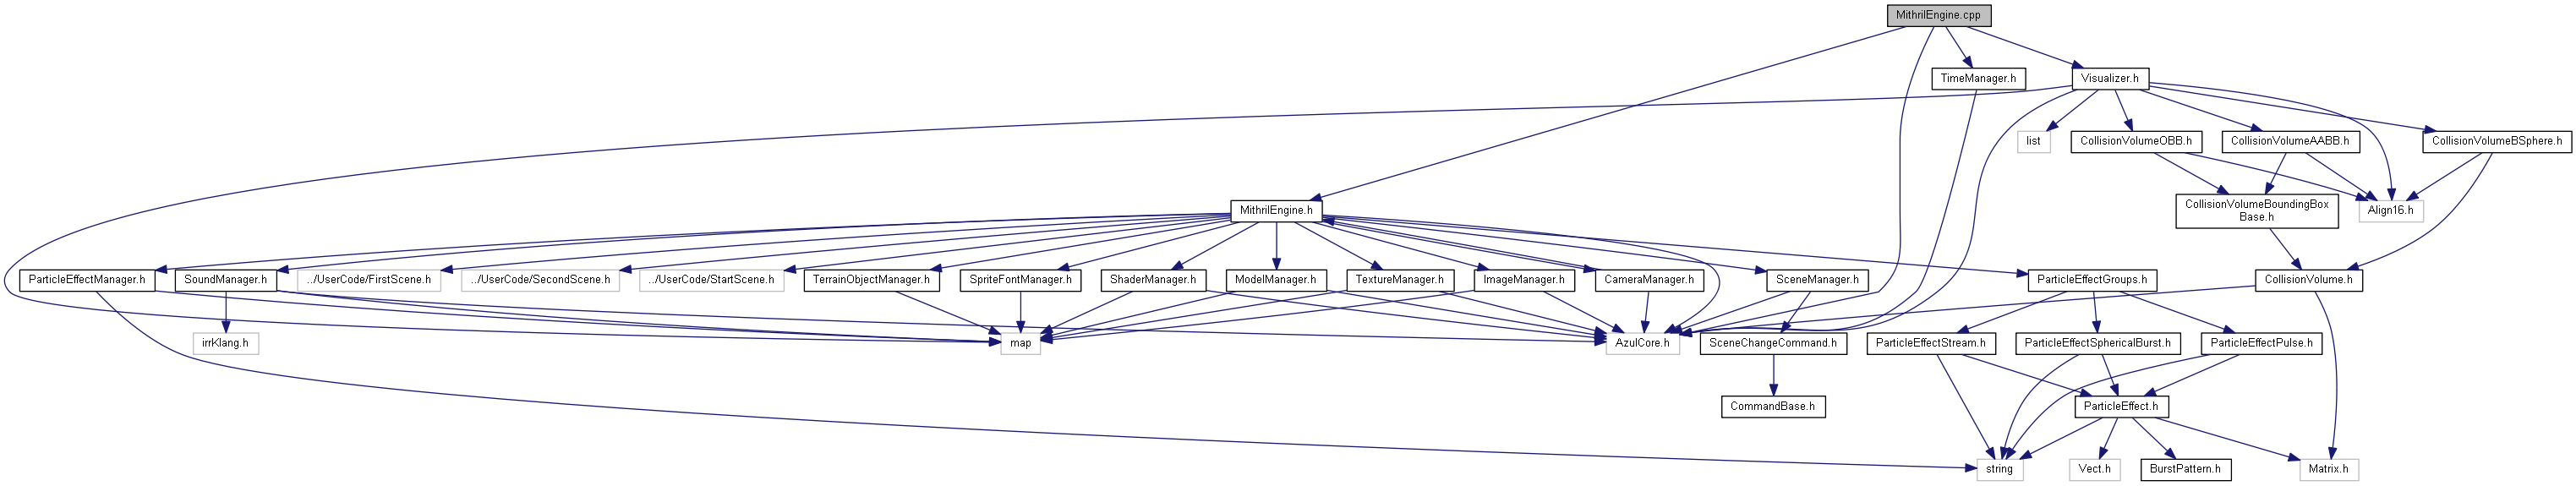 MithrilEngine.cpp
TimeManager.h
Visualizer.h
list
CollisionVolumeOBB.h
CollisionVolumeAABB.h
CollisionVolumeBSphere.h
MithrilEngine.h
CollisionVolumeBoundingBox
Base.h
Align16.h
ParticleEffectManager.h
SoundManager.h
../UserCode/FirstScene.h
../UserCode/SecondScene.h
../UserCode/StartScene.h
TerrainObjectManager.h
SpriteFontManager.h
ShaderManager.h
ModelManager.h
TextureManager.h
ImageManager.h
CameraManager.h
SceneManager.h
ParticleEffectGroups.h
CollisionVolume.h
irrKlang.h
map
AzulCore.h
SceneChangeCommand.h
ParticleEffectStream.h
ParticleEffectSphericalBurst.h
ParticleEffectPulse.h
CommandBase.h
ParticleEffect.h
string
Vect.h
BurstPattern.h
Matrix.h